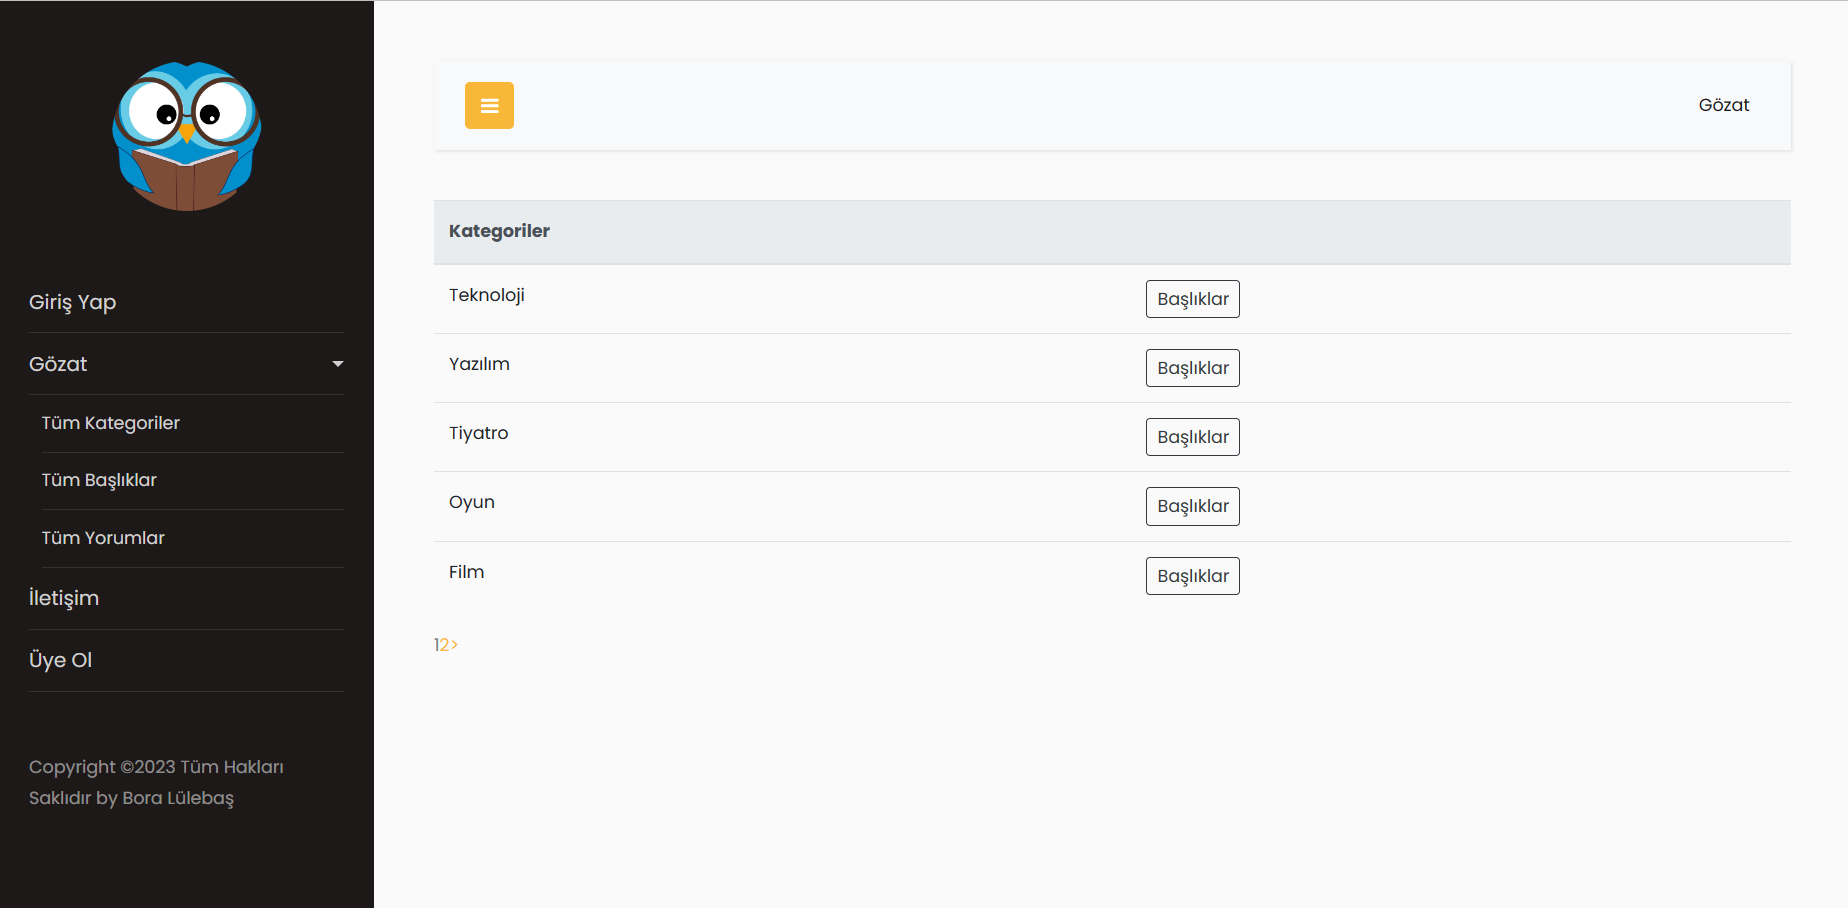 Giriş Yap
Gözat
Tüm Kategoriler
Tüm Başlıklar
Tüm Yorumlar
İletişim
Üye Ol
Copyright ©2023 Tüm Hakları
Saklıdır by Bora Lülebaş
Gözat
Kategoriler
Teknoloji Başlıklar
Yazılım Başlıklar
Tiyatro Başlıklar
Oyun Başlıklar
Film Başlıklar
12>